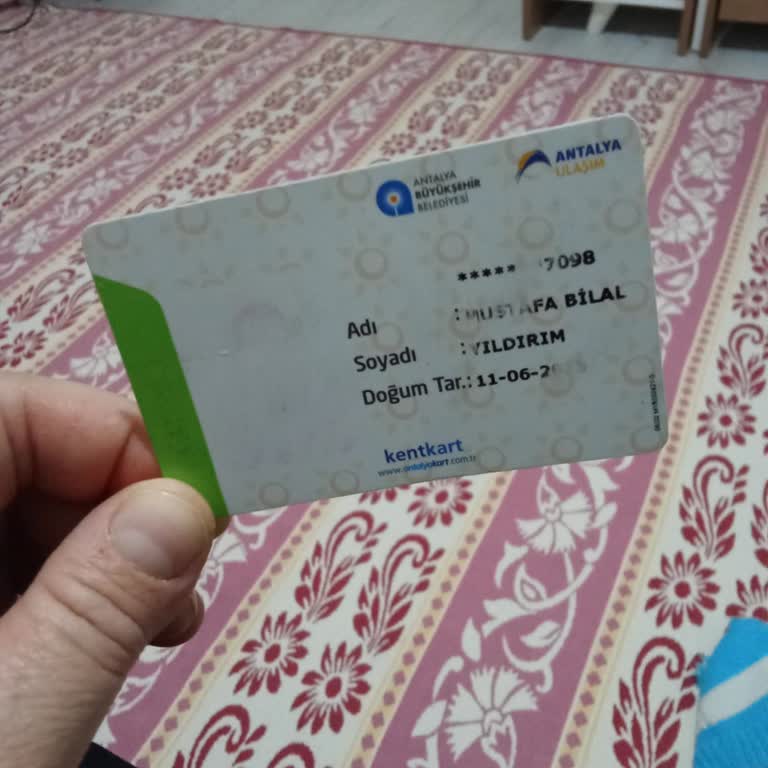 ANTALYA
BÜYÜKŞEHİR
BELEDİYESİ
ANTALYA
ULAŞIM
***** 7098
Adı : MUSTAFA BİLAL
Soyadı : YILDIRIM
Doğum Tar.: 11-06-2
kentkart
www.antalyakart.com.tr